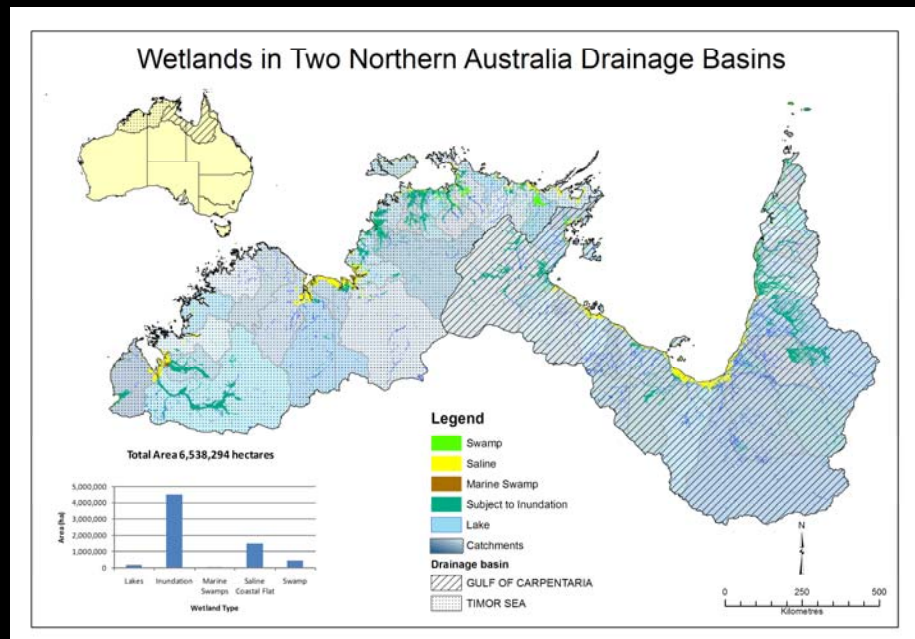 Wetlands in Two Northern Australia Drainage Basins
Total Area 6,538,294 hectares
5,000,000
4,000,000
3,000,000
2,000,000
1,000,000
0
Area (ha)
Lakes
Inundation
Marine
Swamps
Saline
Coastal Flat
Swamp
Wetland Type
Legend
Swamp
Saline
Marine Swamp
Subject to Inundation
Lake
Catchments
Drainage basin
GULF OF CARPENTARIA
TIMOR SEA
N
0
250
500
Kilometres